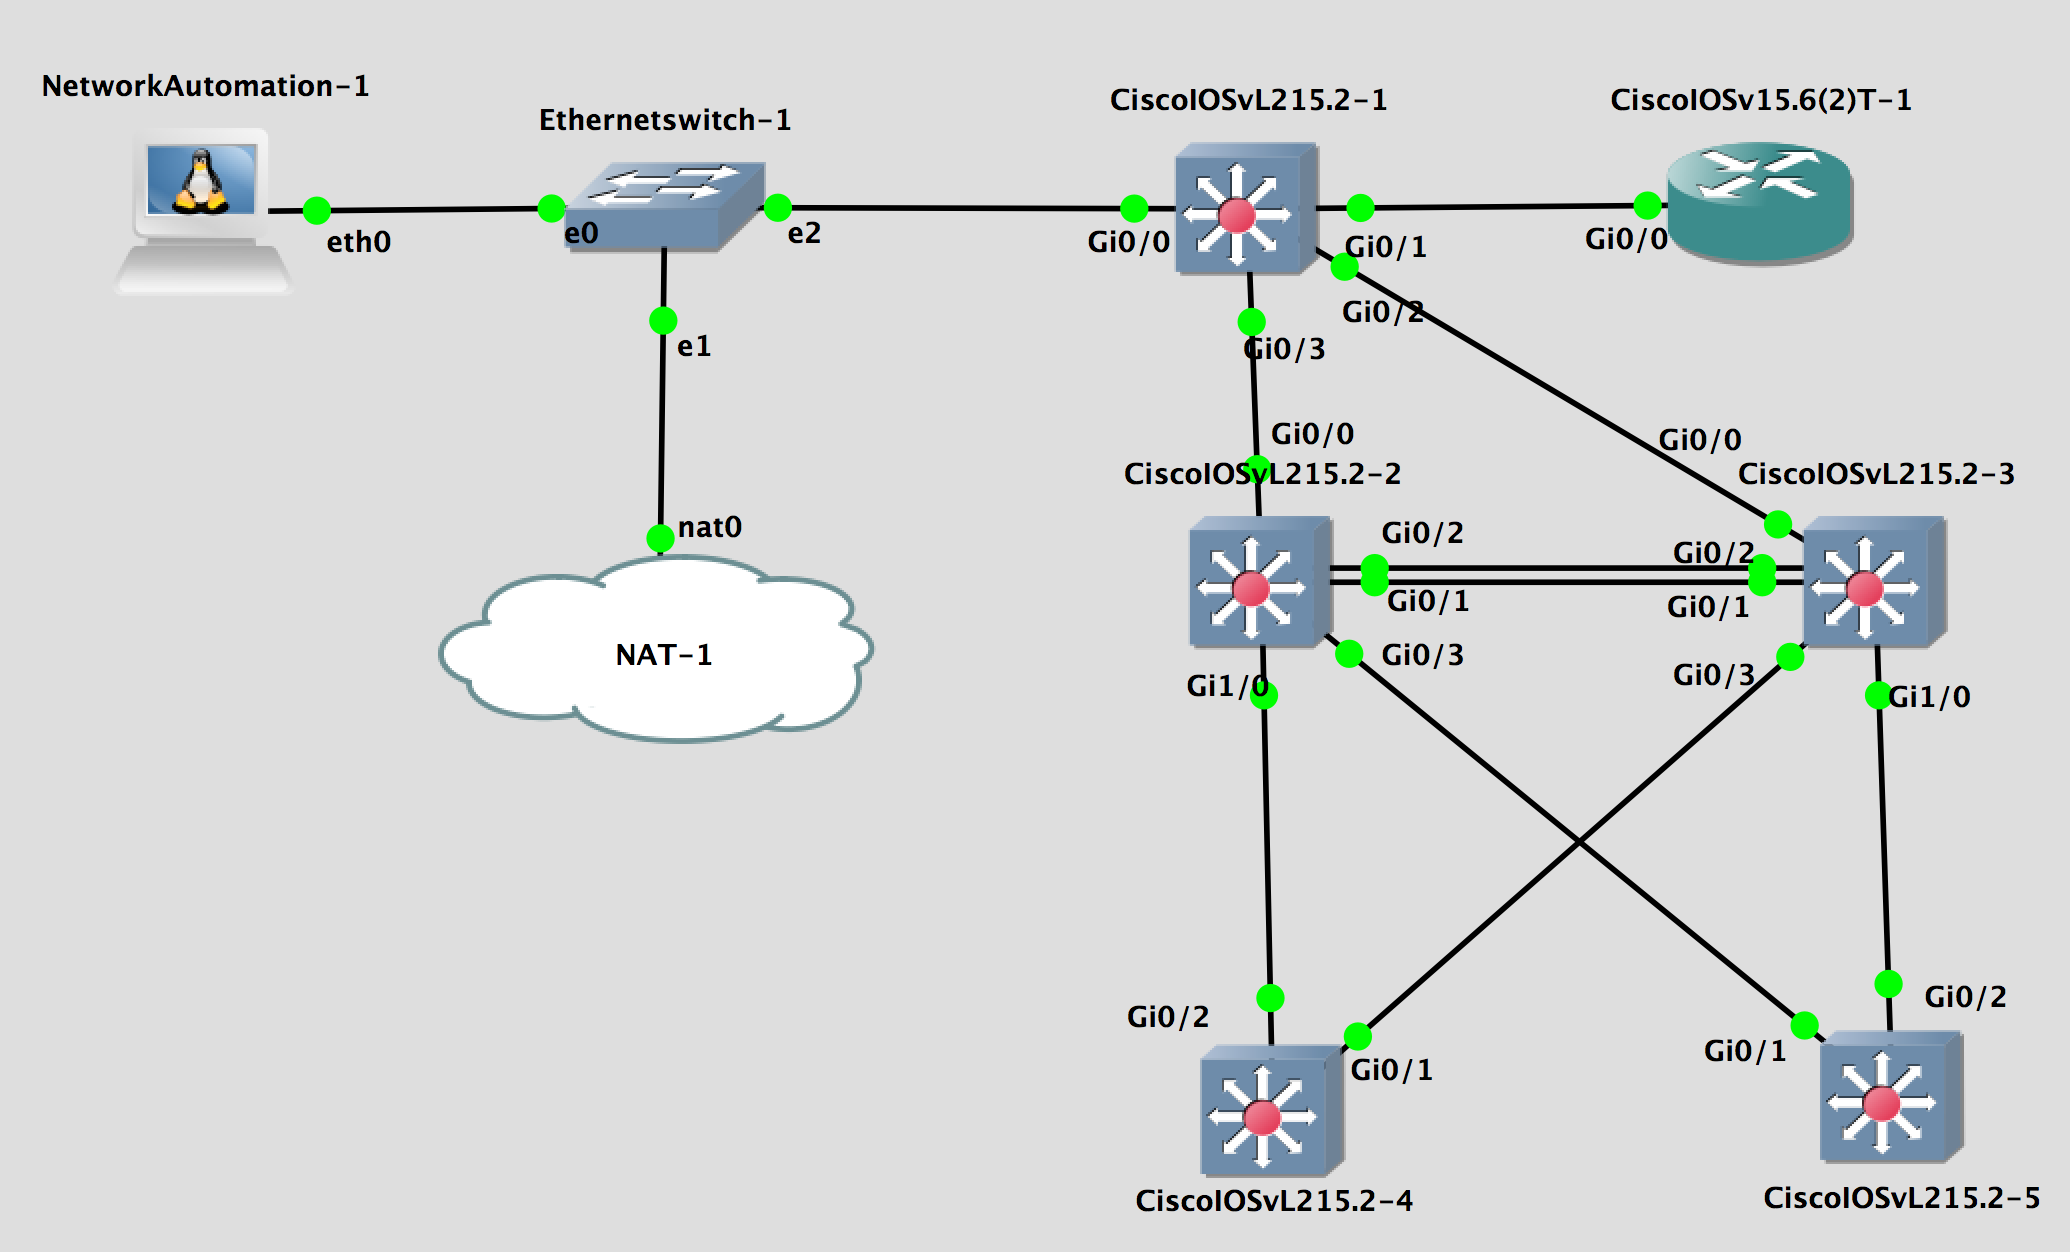 NetworkAutomation-1
Ethernetswitch-1
CiscoIOSvL215.2-1
CiscoIOSv15.6(2)T-1
eth0
e0
e2
Gi0/0
Gi0/1
Gi0/0
Gi0/2
e1
Gi0/3
Gi0/0
Gi0/0
CiscoIOSvL215.2-2
CiscoIOSvL215.2-3
nat0
Gi0/2
Gi0/2
Gi0/1
Gi0/1
NAT-1
Gi0/3
Gi0/3
Gi1/0
Gi1/0
Gi0/2
Gi0/2
Gi0/1
Gi0/1
CiscoIOSvL215.2-4
CiscoIOSvL215.2-5